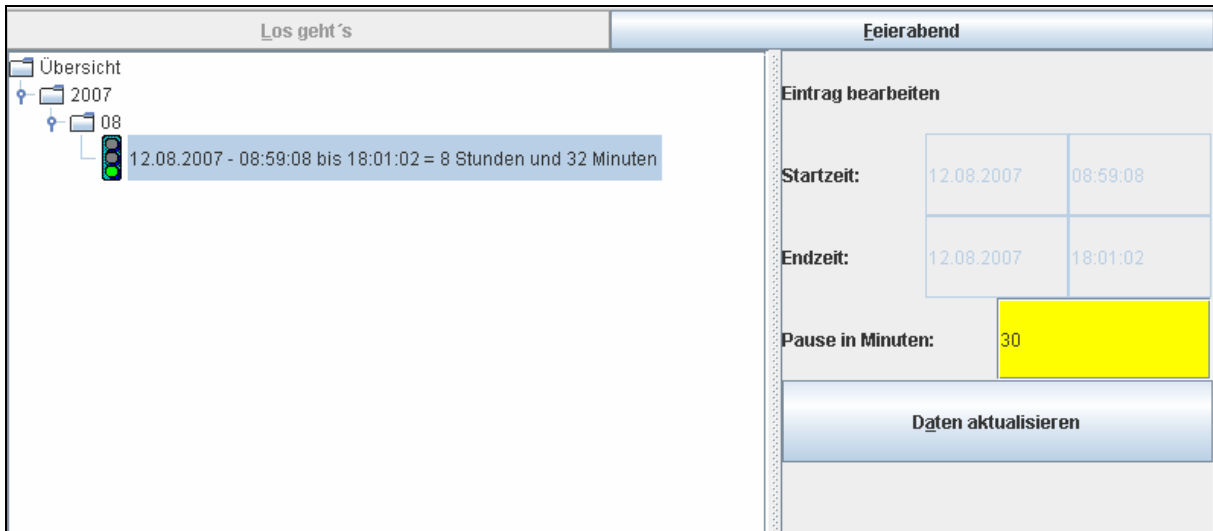 Los geht´s
Feierabend
Übersicht
2007
08
12.08.2007 - 08:59:08 bis 18:01:02 = 8 Stunden und 32 Minuten
Eintrag bearbeiten
Startzeit: 12.08.2007 08:59:08
Endzeit: 12.08.2007 18:01:02
Pause in Minuten: 30
Daten aktualisieren